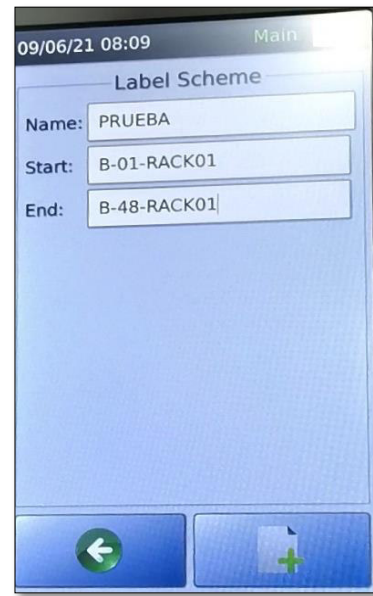 09/06/21 08:09 Main
Label Scheme
Name: PRUEBA
Start: B-01-RACK01
End: B-48-RACK01